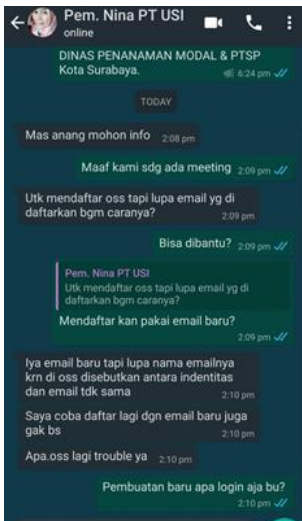 Pem. Nina PT USI
online
DINAS PENANAMAN MODAL & PTSP
Kota Surabaya.
6:24 pm
TODAY
Mas anang mohon info 2:08 pm
Maaf kami sdg ada meeting 2:09 pm
Utk mendaftar oss tapi lupa email yg di
daftarkan bgm caranya?
2:09 pm
Bisa dibantu? 2:09 pm
Pem. Nina PT USI
Utk mendaftar oss tapi lupa email yg di
daftarkan bgm caranya?
Mendaftar kan pakai email baru?
2:09 pm
Iya email baru tapi lupa nama emailnya
krn di oss disebutkan antara indentitas
dan email tdk sama
2:10 pm
Saya coba daftar lagi dgn email baru juga
gak bs
2:10 pm
Apa.oss lagi trouble ya 2:10 pm
Pembuatan baru apa login aja bu?
2:10 pm